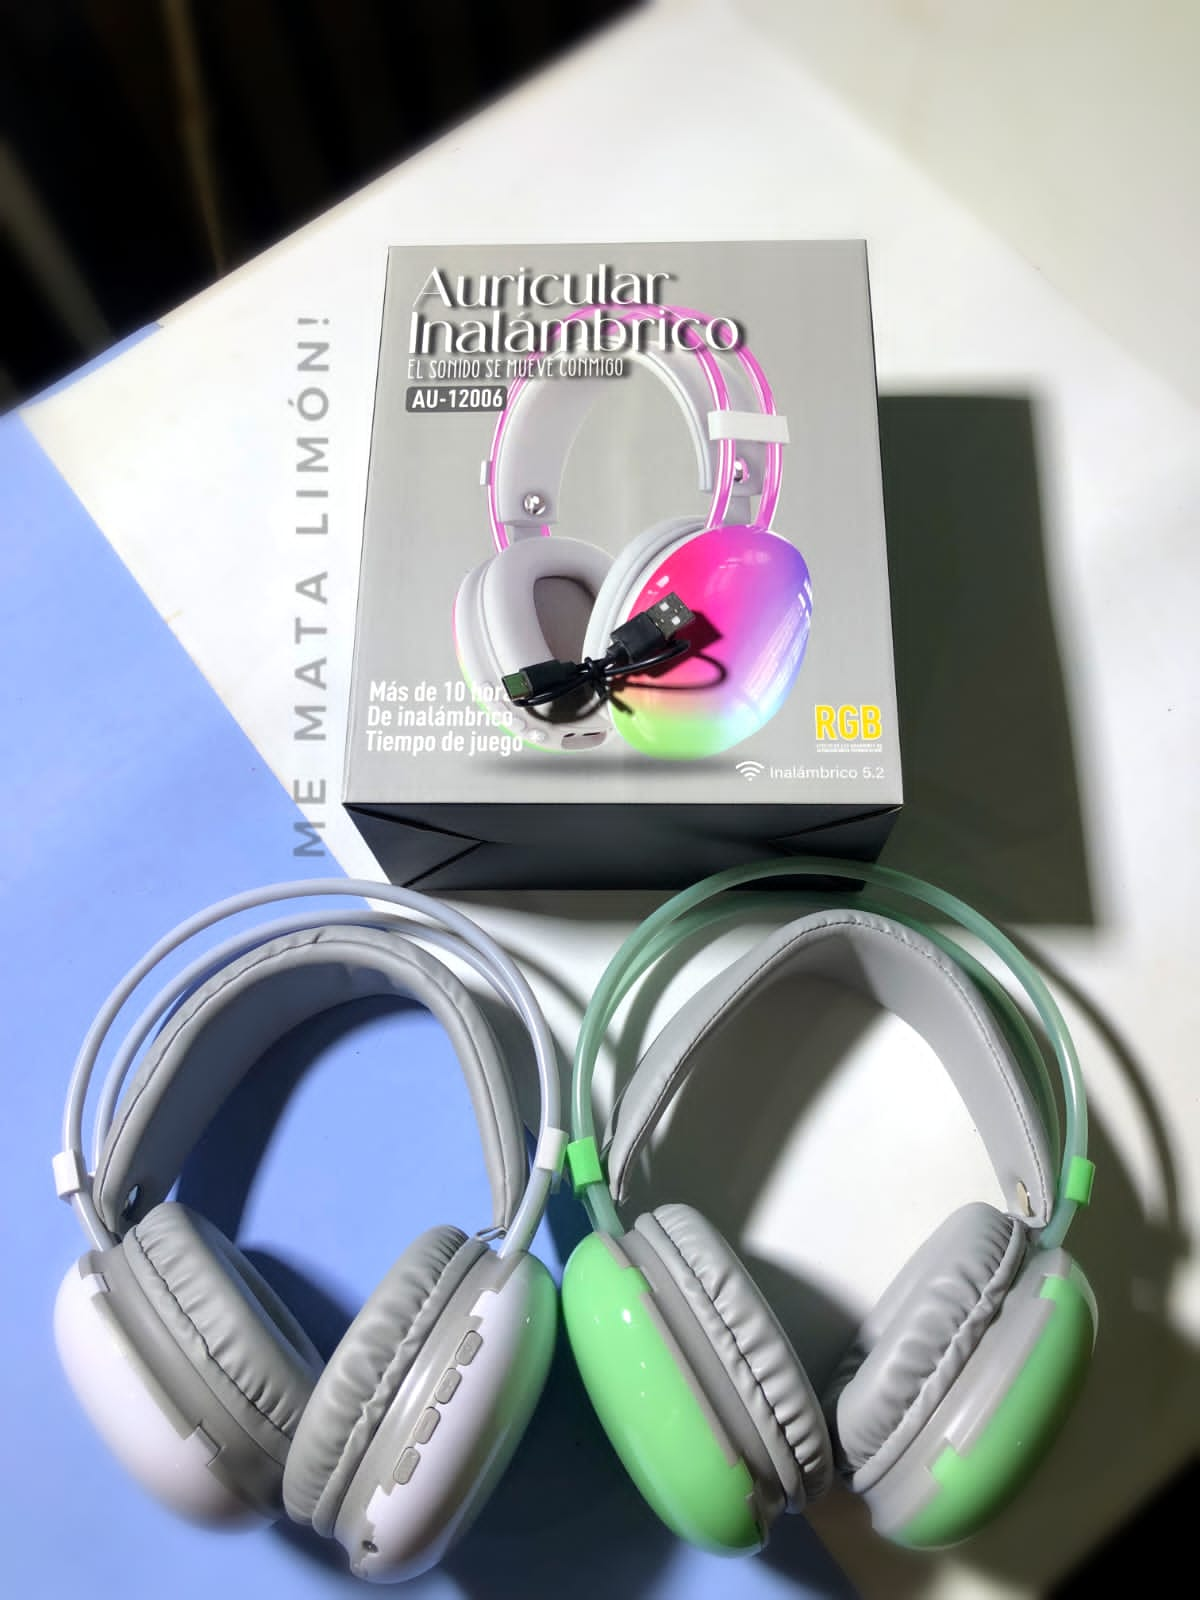 Auricular
Inalámbrico
EL SONIDO SE MUEVE CONMIGO
AU-12006
Más de 10 hora
De inalámbrico
Tiempo de juego
RGB
Inalámbrico 5.2
ME MATA LIMÓN!